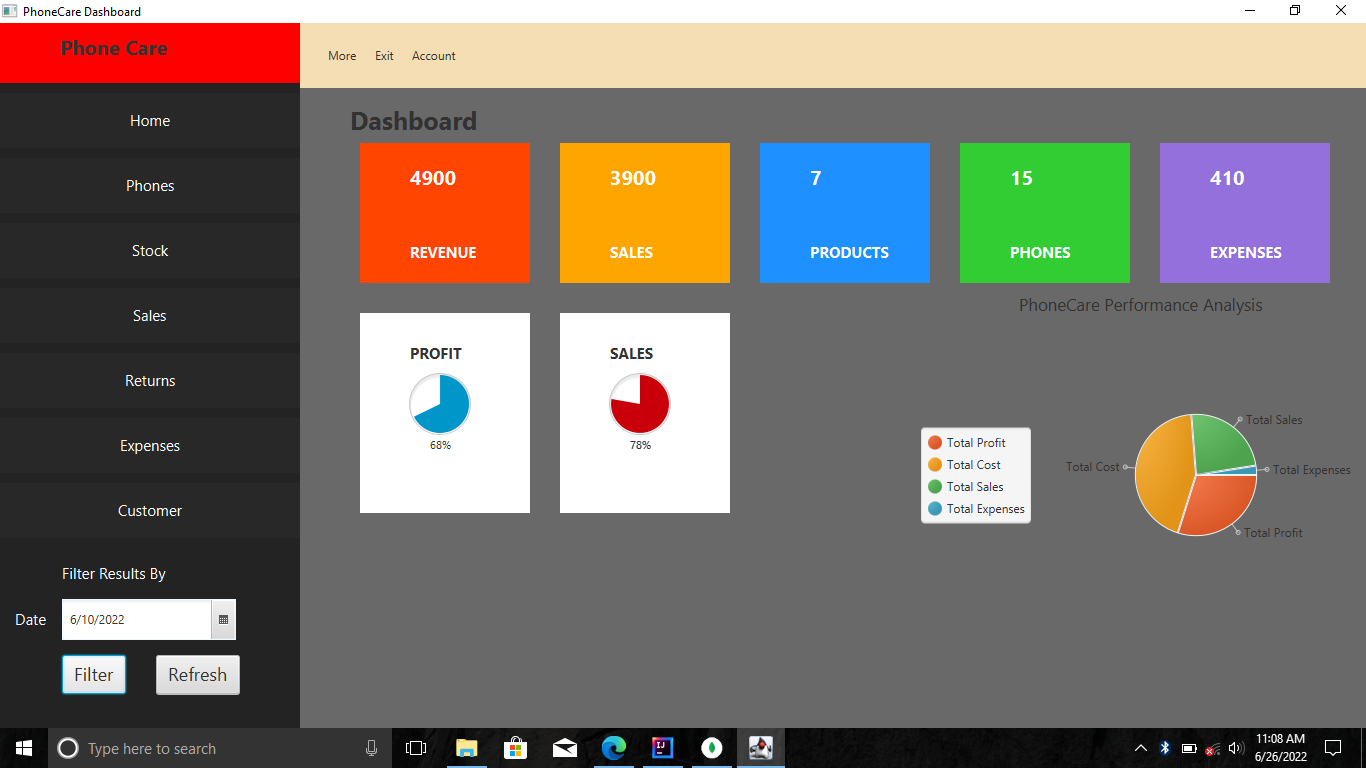 PhoneCare Dashboard
Phone Care
More Exit Account
Home
Phones
Stock
Sales
Returns
Expenses
Customer
Filter Results By
Date 6/10/2022
Filter Refresh
Dashboard
4900 3900 7 15 410
REVENUE SALES PRODUCTS PHONES EXPENSES
PROFIT SALES
68% 78%
PhoneCare Performance Analysis
Total Profit
Total Cost
Total Sales
Total Expenses
Total Sales
Total Cost
Total Expenses
Total Profit
Type here to search
11:08 AM
6/26/2022